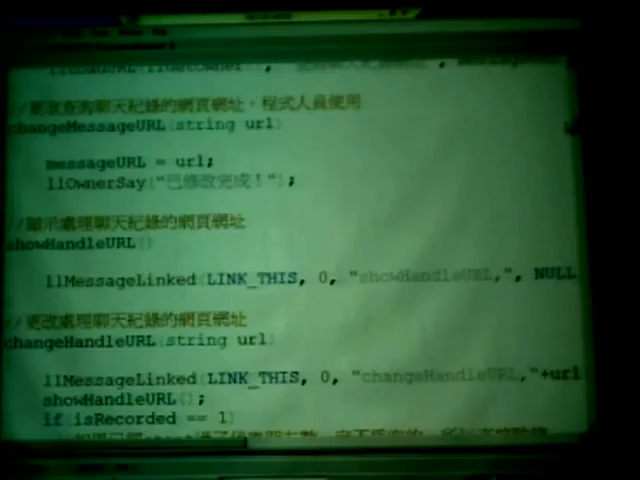 //更改查詢聊天紀錄的網頁網址，程式人員使用
changeMessageURL(string url)
messageURL = url;
llOwnerSay("已修改完成！");
//顯示處理聊天紀錄的網頁網址
showHandleURL()
llMessageLinked(LINK_THIS, 0, "showHandleURL,", NULL
//更改處理聊天紀錄的網頁網址
changeHandleURL(string url)
llMessageLinked(LINK_THIS, 0, "changeHandleURL,"+url
showHandleURL();
if(isRecorded == 1)